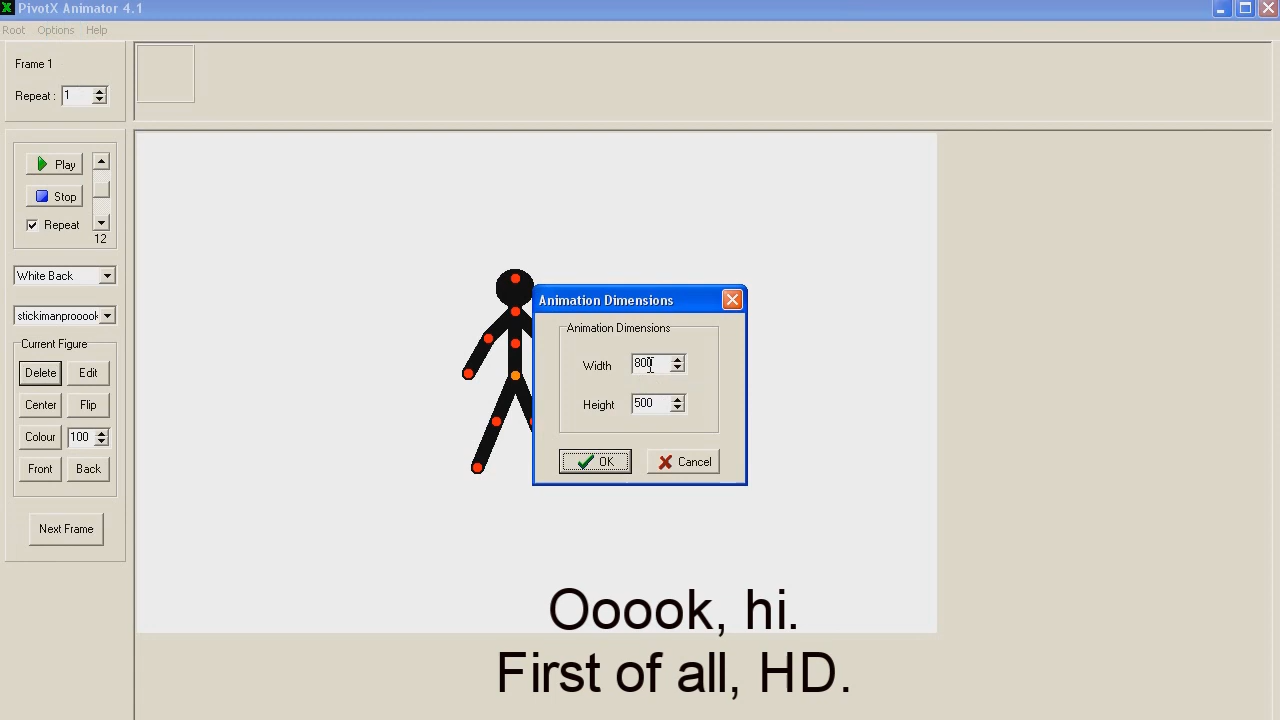 PivotX Animator 4.1
Root Options Help
Frame 1
Repeat : 1
Play
Stop
Repeat
12
White Back
Current Figure
Delete Edit
Center Flip
Colour 100
Front Back
Next Frame
Animation Dimensions
Animation Dimensions
Width 800
Height 500
OK Cancel
Ooook, hi.
First of all, HD.